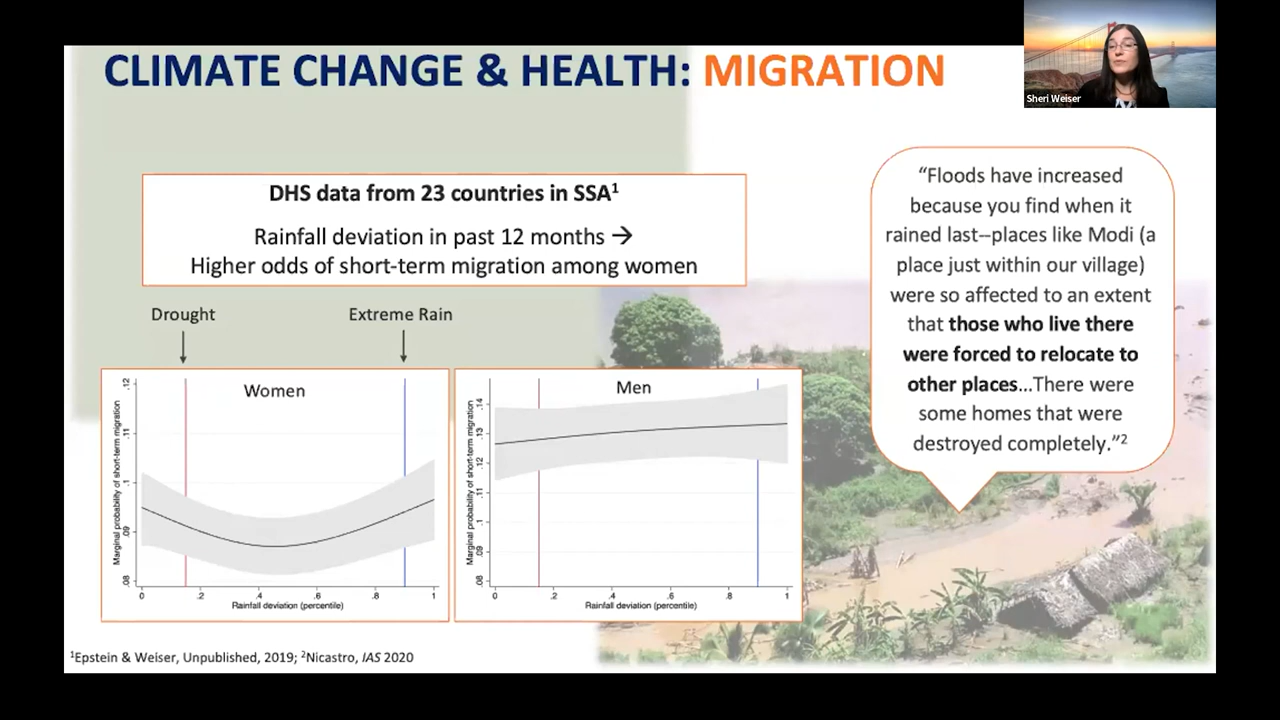 CLIMATE CHANGE & HEALTH: MIGRATION
Sheri Weiser
DHS data from 23 countries in SSA¹
Rainfall deviation in past 12 months →
Higher odds of short-term migration among women
Drought
Extreme Rain
Women
Marginal probability of short-term migration
.12
.11
.1
.09
.08
0 .2 .4 .6 .8 1
Rainfall deviation (percentile)
Men
Marginal probability of short-term migration
.14
.13
.12
.11
.1
.09
.08
0 .2 .4 .6 .8 1
Rainfall deviation (percentile)
“Floods have increased
because you find when it
rained last--places like Modi (a
place just within our village)
were so affected to an extent
that those who live there
were forced to relocate to
other places…There were
some homes that were
destroyed completely.”²
¹Epstein & Weiser, Unpublished, 2019; ²Nicastro, IAS 2020